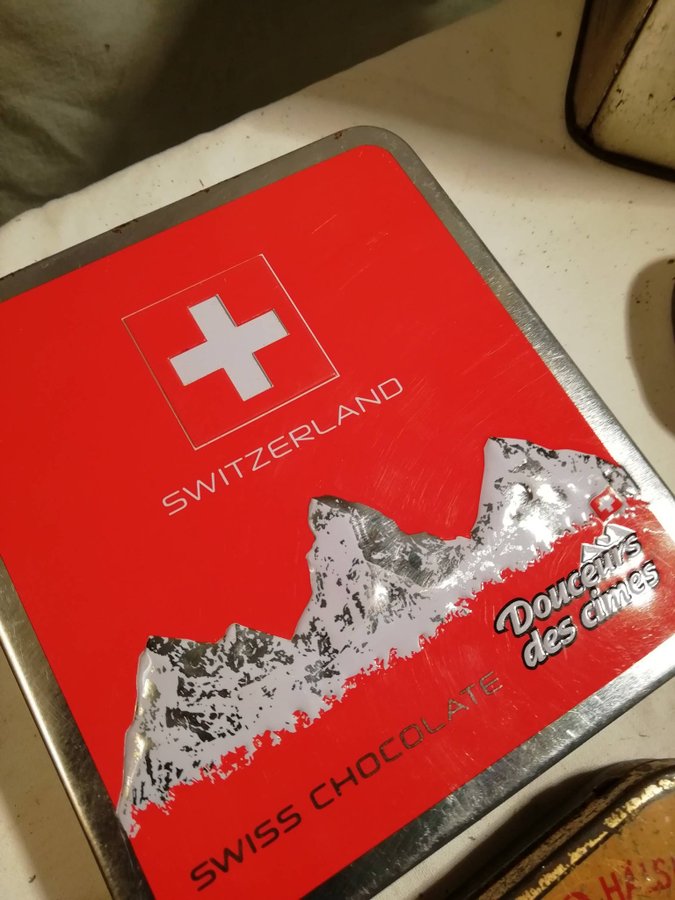 SWITZERLAND
Douceurs
des cimes
SWISS CHOCOLATE